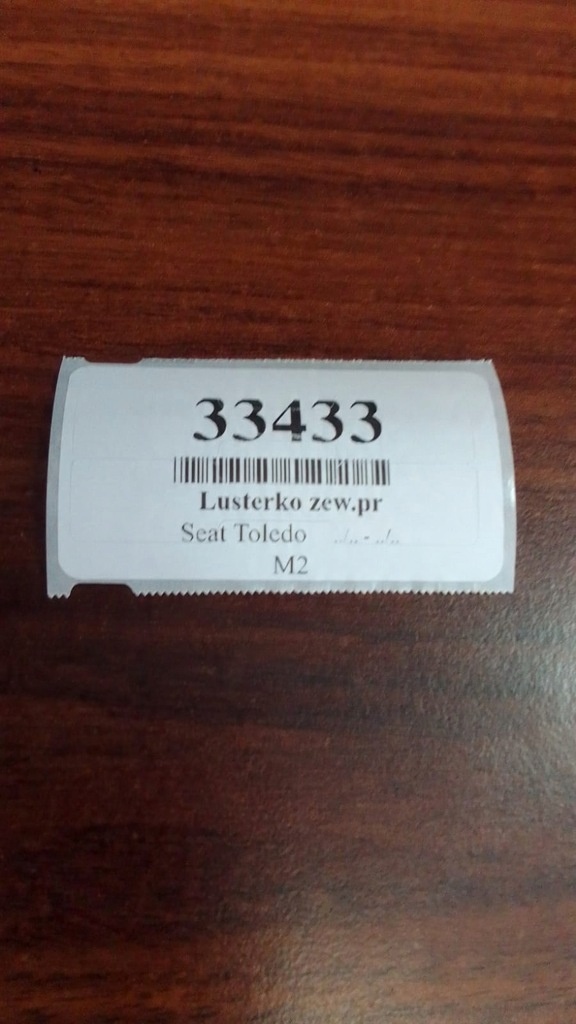 33433
Lusterko zew.pr
Seat Toledo ../..- ../..
M2